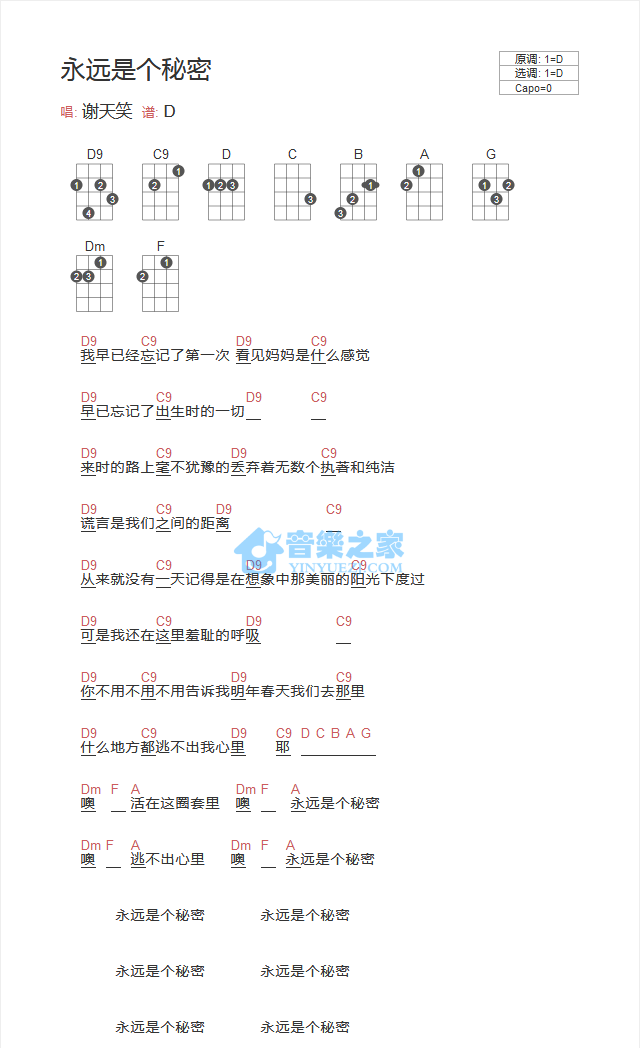 永远是个秘密
原调: 1=D
选调: 1=D
Capo=0
唱: 谢天笑 谱: D
D9 C9 D C B A G
1 2 3 4 1 2 1 2 3 3 1 2 3 1 2 1 2 3
Dm F
1 2 3 1 2
D9 C9 D9 C9
我早已经忘记了第一次 看见妈妈是什么感觉
D9 C9 D9 C9
早已忘记了出生时的一切__ __
D9 C9 D9 C9
来时的路上毫不犹豫的丢弃着无数个执著和纯洁
D9 C9 D9 C9
谎言是我们之间的距离 __
音樂之家
YINYUEZJ.COM
D9 C9 D9 C9
从来就没有一天记得是在想象中那美丽的阳光下度过
D9 C9 D9 C9
可是我还在这里羞耻的呼吸 __
D9 C9 D9 C9
你不用不用不用告诉我明年春天我们去那里
D9 C9 D9 C9 D C B A G
什么地方都逃不出我心里 耶 __________
Dm F A Dm F A
噢 __ 活在这圈套里 噢 __ 永远是个秘密
Dm F A Dm F A
噢 __ 逃不出心里 噢 __ 永远是个秘密
永远是个秘密 永远是个秘密
永远是个秘密 永远是个秘密
永远是个秘密 永远是个秘密